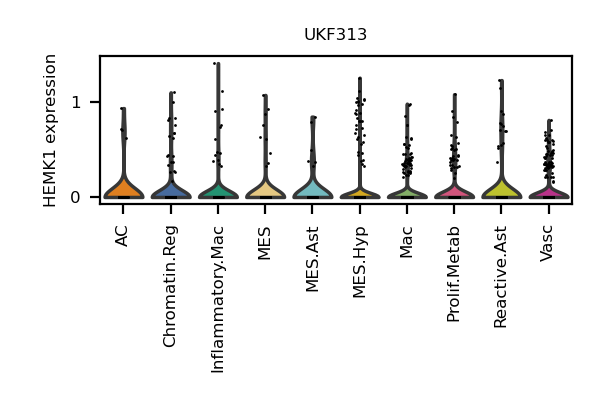 UKF313
HEMK1 expression
1
0
AC
Chromatin.Reg
Inflammatory.Mac
MES
MES.Ast
MES.Hyp
Mac
Prolif.Metab
Reactive.Ast
Vasc